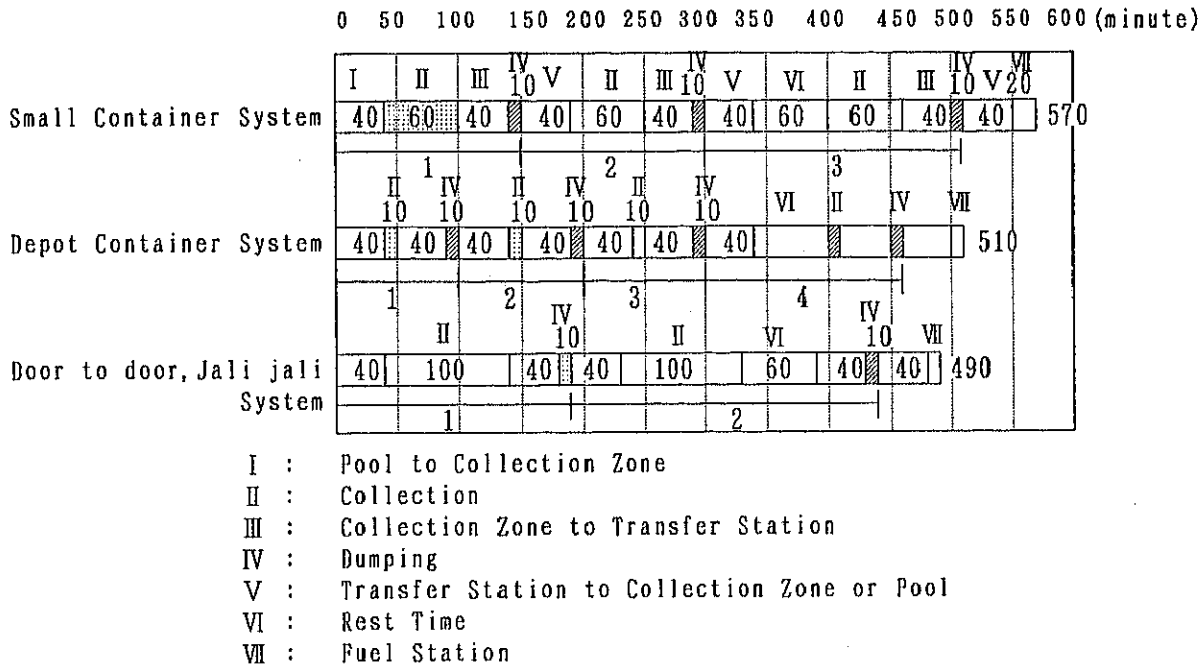 0 50 100 150 200 250 300 350 400 450 500 550 600 (minute)
I II III IV V II III IV V VI II III IV V VII
10 10 10 20
Small Container System 40 60 40 40 60 40 40 60 60 40 40 570
1 2 3
II IV II IV II IV VI II IV VII
10 10 10 10 10 10
Depot Container System 40 40 40 40 40 40 40 510
1 2 3 4
II IV II VI IV VII
10 10
Door to door, Jali jali 40 100 40 40 100 60 40 40 490
System
1 2
I : Pool to Collection Zone
II : Collection
III : Collection Zone to Transfer Station
IV : Dumping
V : Transfer Station to Collection Zone or Pool
VI : Rest Time
VII : Fuel Station